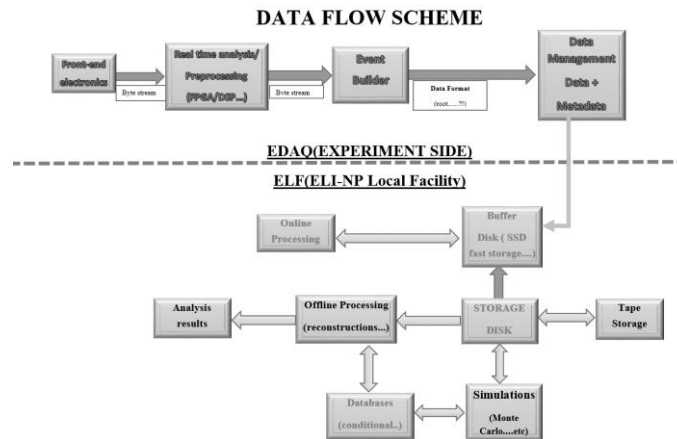 DATA FLOW SCHEME
Front-end
electronics
Byte stream
Real time analysis/
Preprocessing
(FPGA/DSP...)
Byte stream
Event
Builder
Data Format
(root......?!)
Data
Management
Data +
Metadata
EDAQ(EXPERIMENT SIDE)
ELF(ELI-NP Local Facility)
Online
Processing
Buffer
Disk ( SSD
fast storage....)
Analysis
results
Offline Processing
(reconstructions...)
STORAGE
DISK
Tape
Storage
Databases
(conditional..)
Simulations
(Monte
Carlo....etc)